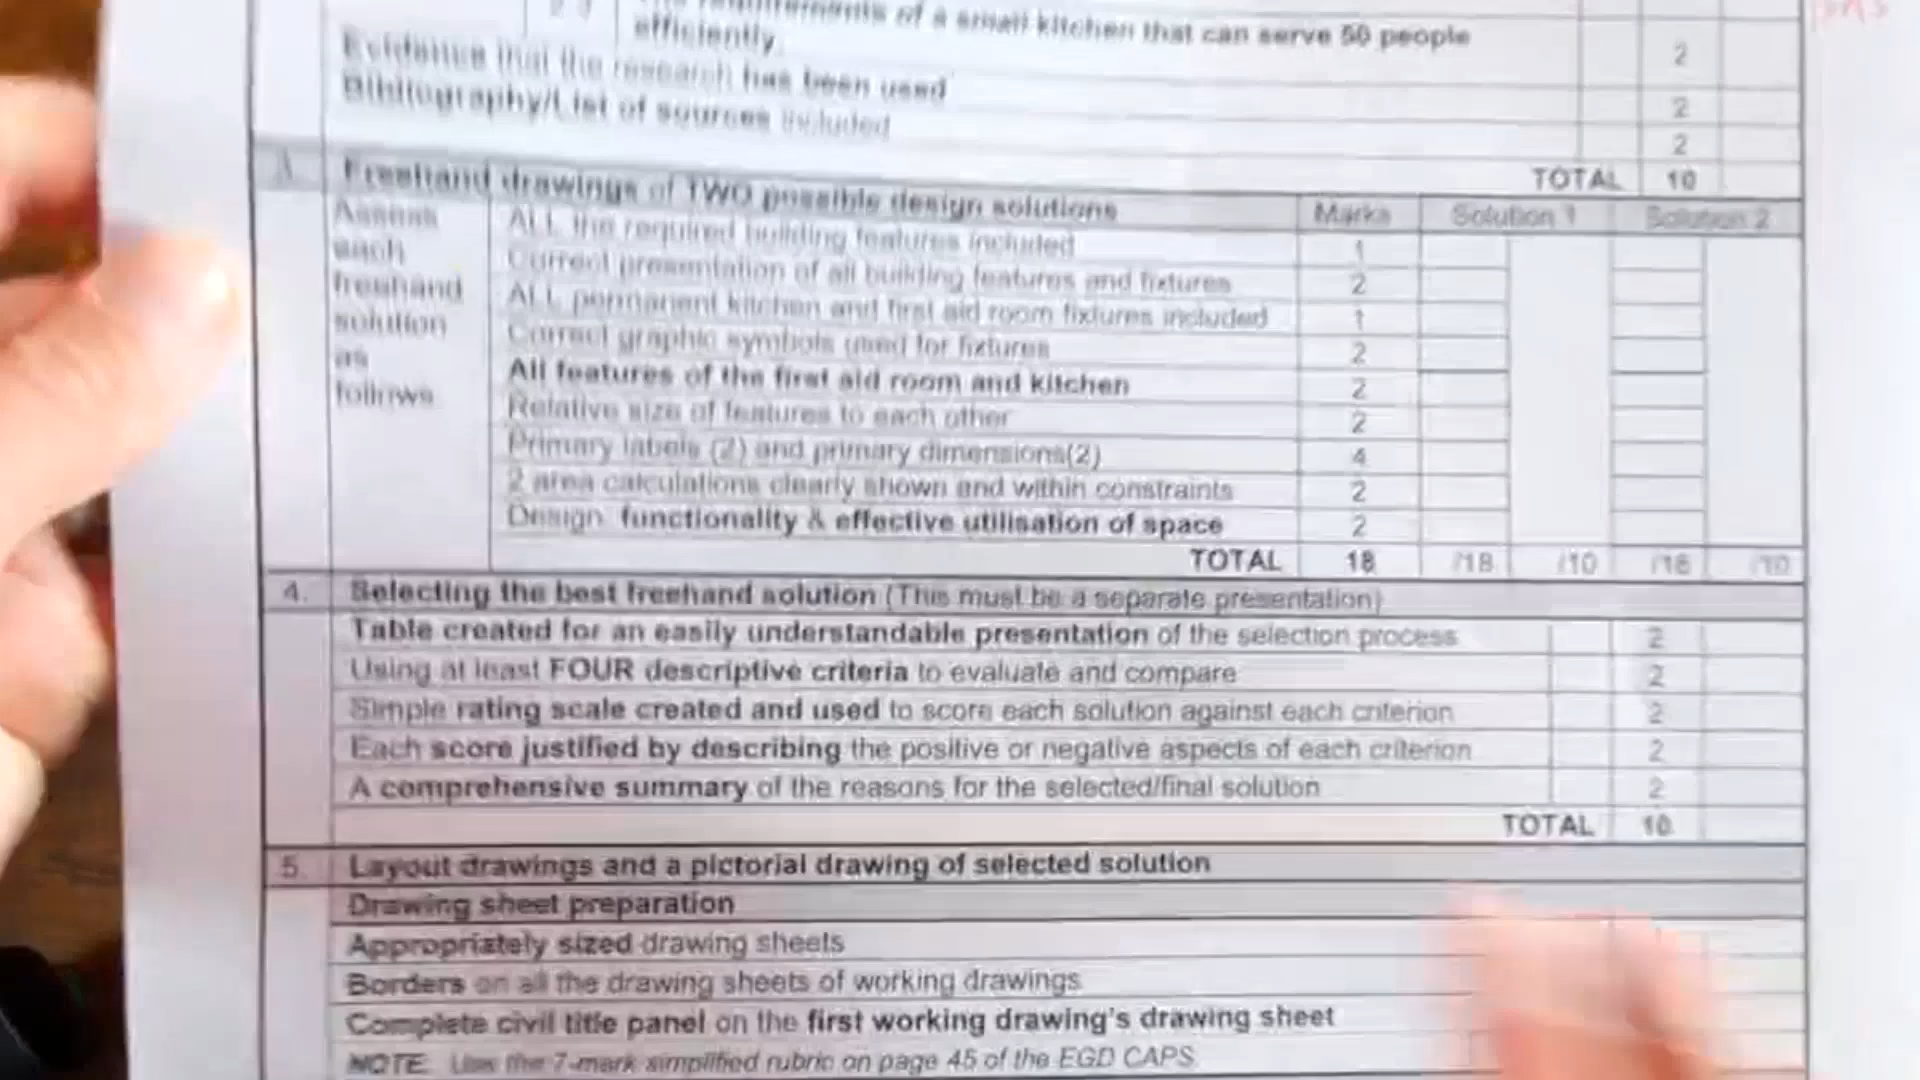 requirements of a small kitchen that can serve 50 people
efficiently 2
Evidence that the research has been used 2
Bibliography/List of sources included 2
TOTAL 10
3. Freehand drawings of TWO possible design solutions Marks Solution 1 Solution 2
Assess each freehand solution as follows
ALL the required building features included 1
Correct presentation of all building features and fixtures 2
ALL permanent kitchen and first aid room fixtures included 1
Correct graphic symbols used for fixtures 2
All features of the first aid room and kitchen 2
Relative size of features to each other 2
Primary labels (2) and primary dimensions(2) 4
2 area calculations clearly shown and within constraints 2
Design functionality & effective utilisation of space 2
TOTAL 18 /18 /10 /18 /10
4. Selecting the best freehand solution (This must be a separate presentation)
Table created for an easily understandable presentation of the selection process 2
Using at least FOUR descriptive criteria to evaluate and compare 2
Simple rating scale created and used to score each solution against each criterion 2
Each score justified by describing the positive or negative aspects of each criterion 2
A comprehensive summary of the reasons for the selected/final solution 2
TOTAL 10
5. Layout drawings and a pictorial drawing of selected solution
Drawing sheet preparation
Appropriately sized drawing sheets
Borders on all the drawing sheets of working drawings
Complete civil title panel on the first working drawing's drawing sheet
NOTE: Use the 7-mark simplified rubric on page 45 of the EGD CAPS.